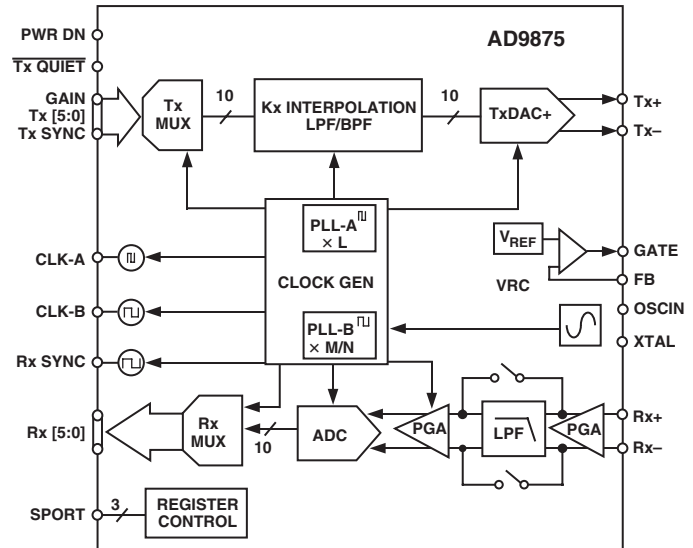 PWR DN
AD9875
Tx QUIET
GAIN
Tx [5:0]
Tx SYNC
Tx
MUX
10
Kx INTERPOLATION
LPF/BPF
10
TxDAC+
Tx+
Tx–
PLL-A
× L
CLOCK GEN
PLL-B
× M/N
CLK-A
CLK-B
Rx SYNC
VREF
VRC
GATE
FB
OSCIN
XTAL
Rx [5:0]
Rx
MUX
10
ADC
PGA
LPF
PGA
Rx+
Rx–
SPORT
3
REGISTER
CONTROL